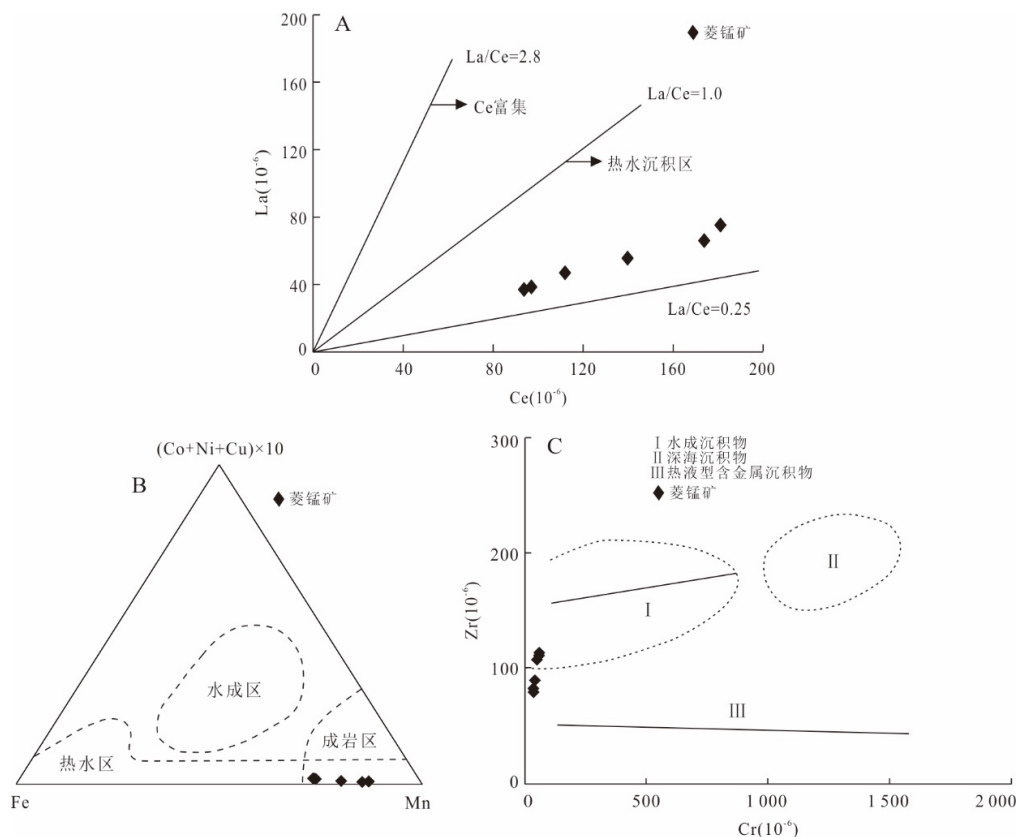 A
200
160
120
80
40
0
La(10⁻⁶)
La/Ce=2.8
Ce富集
菱锰矿
La/Ce=1.0
热水沉积区
La/Ce=0.25
0 40 80 120 160 200
Ce(10⁻⁶)
(Co+Ni+Cu)×10
B
菱锰矿
水成区
热水区
成岩区
Fe
Mn
C
300
200
100
0
Zr(10⁻⁶)
Ⅰ水成沉积物
Ⅱ深海沉积物
Ⅲ热液型含金属沉积物
菱锰矿
Ⅰ
Ⅱ
Ⅲ
0 500 1 000 1 500 2 000
Cr(10⁻⁶)